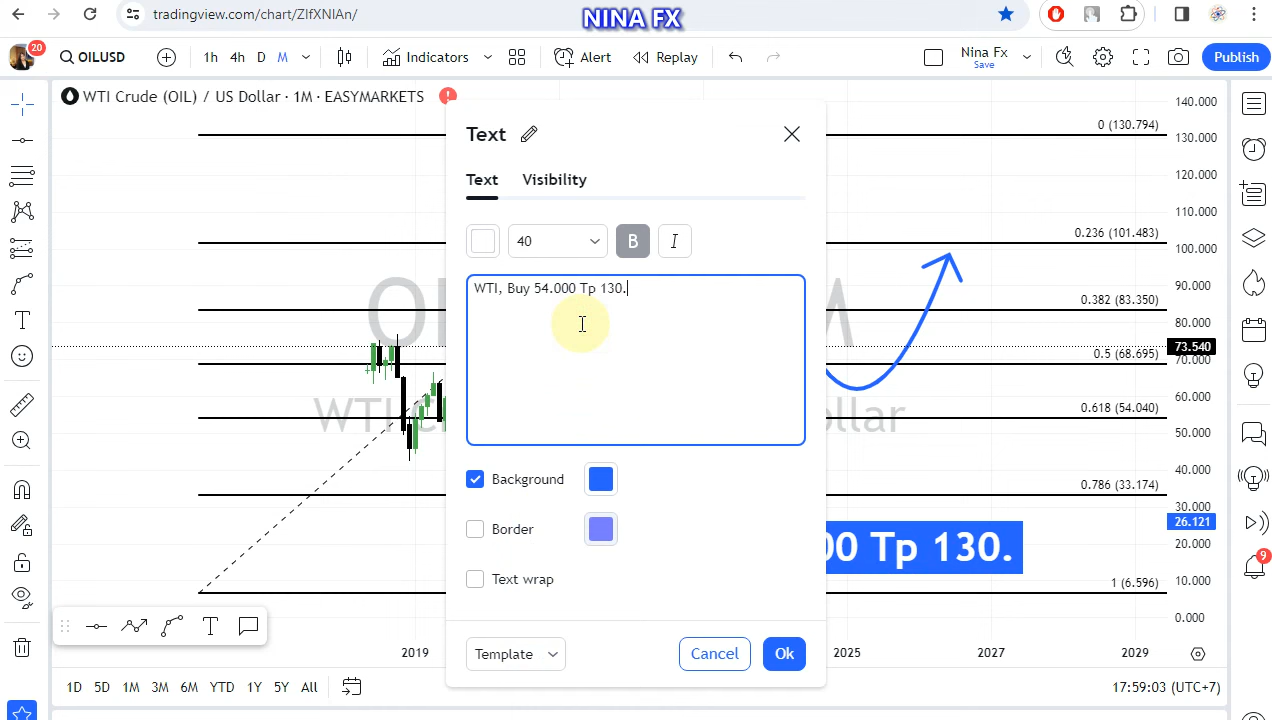 tradingview.com/chart/ZIfXNIAn/
NINA FX
20
OILUSD
1h 4h D M
Indicators
Alert
Replay
Nina Fx
Save
Publish
WTI Crude (OIL) / US Dollar · 1M · EASYMARKETS
Text
Text Visibility
40
B
I
WTI, Buy 54.000 Tp 130.
Background
Border
Text wrap
Template
Cancel
Ok
0 (130.794)
0.236 (101.483)
0.382 (83.350)
0.5 (68.695)
0.618 (54.040)
0.786 (33.174)
1 (6.596)
00 Tp 130.
140.000
130.000
120.000
110.000
100.000
90.000
80.000
73.540
70.000
60.000
50.000
40.000
30.000
26.121
20.000
10.000
0.000
9
2019
2025
2027
2029
1D 5D 1M 3M 6M YTD 1Y 5Y All
17:59:03 (UTC+7)